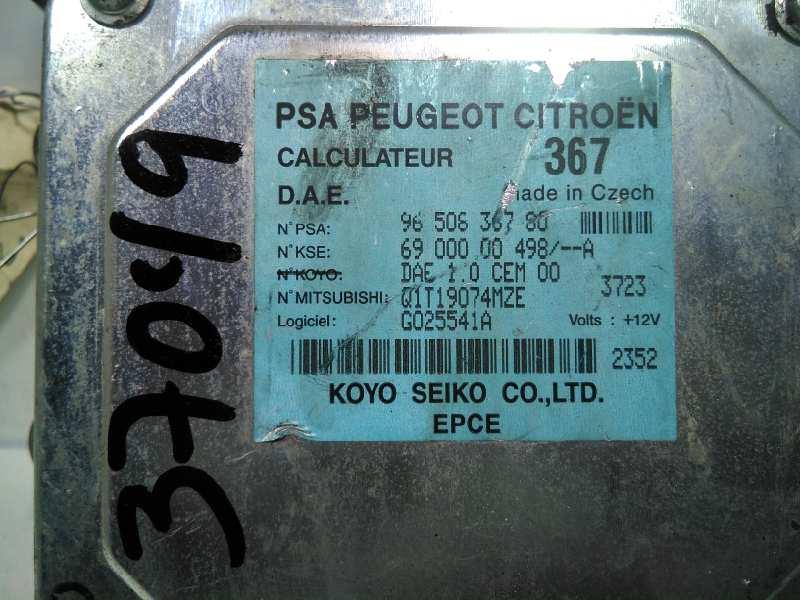 PSA PEUGEOT CITROËN
CALCULATEUR 367
D.A.E. made in Czech
N°PSA: 96 506 367 80
N°KSE: 69 000 00 498/--A
N°KOYO: DAE 1.0 CEM 00
3723
N°MITSUBISHI: Q1T19074MZE
Logiciel: G025541A Volts : +12V
2352
KOYO SEIKO CO.,LTD.
EPCE